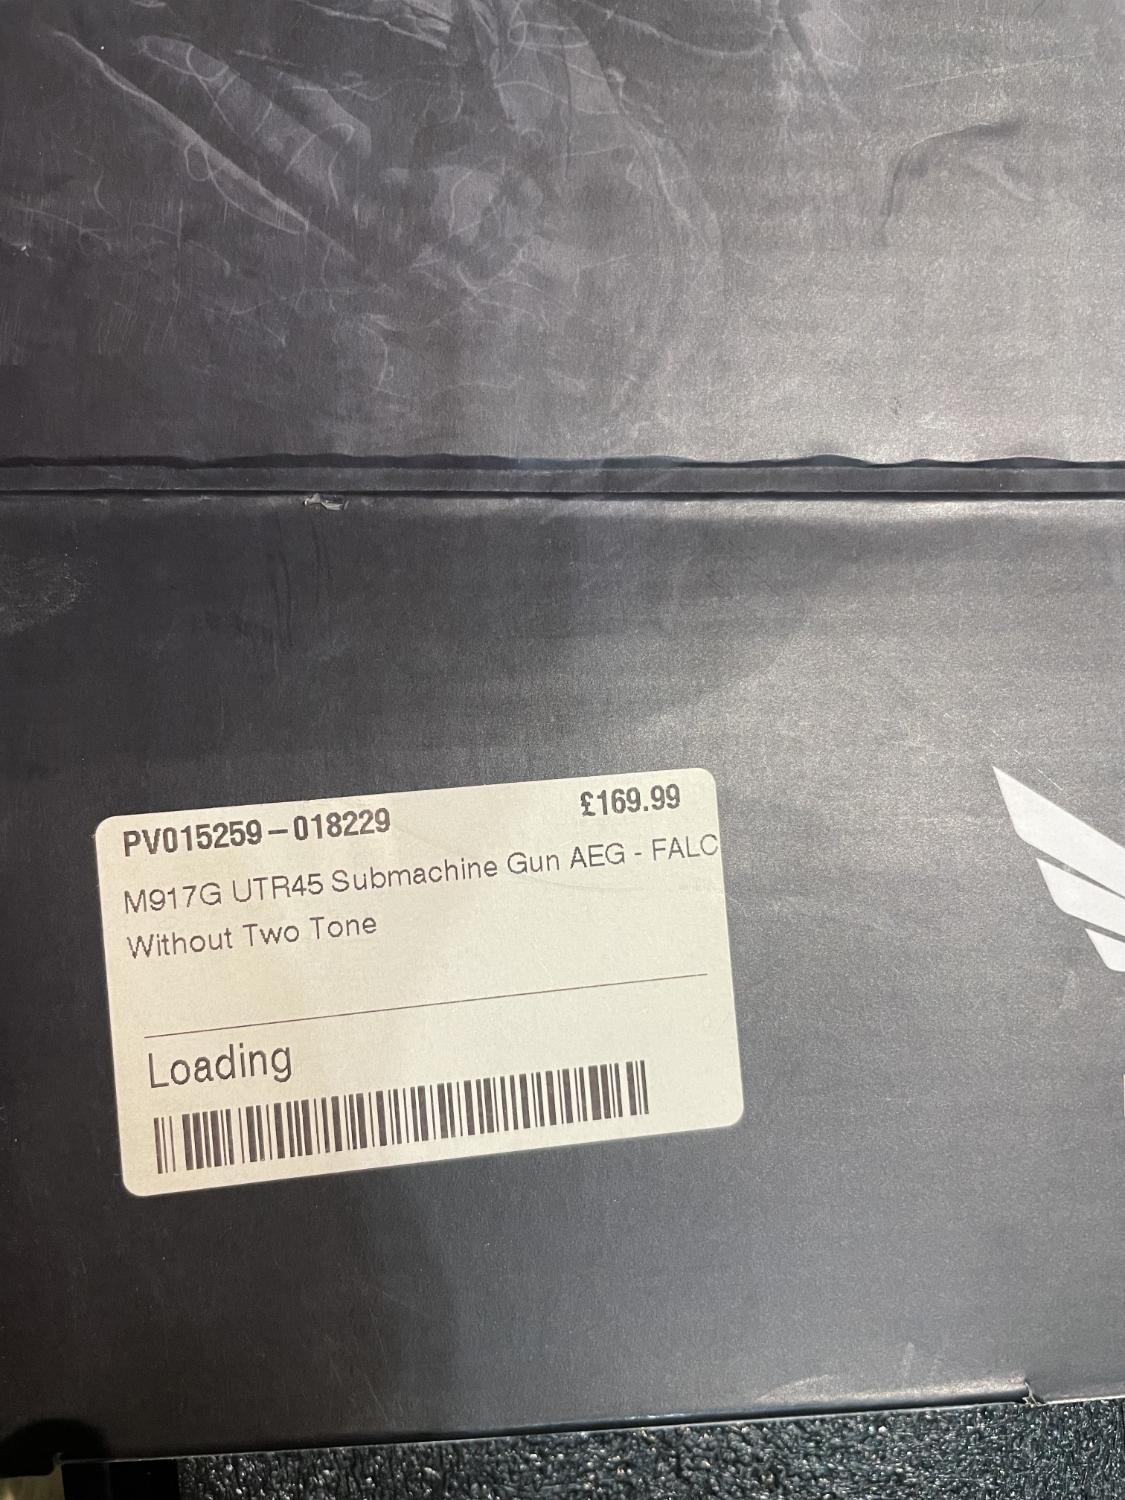 PV015259-018229
£169.99
M917G UTR45 Submachine Gun AEG - FALC
Without Two Tone
Loading